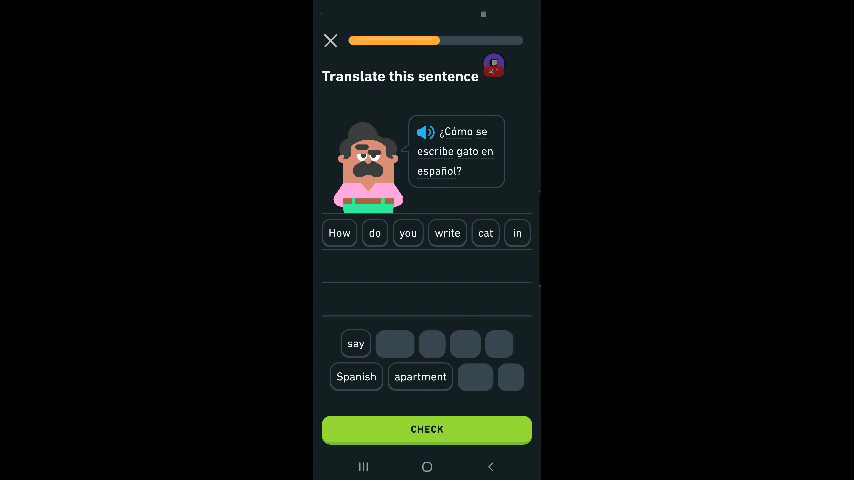 Translate this sentence
¿Cómo se
escribe gato en
español?
How do you write cat in
say
Spanish apartment
CHECK